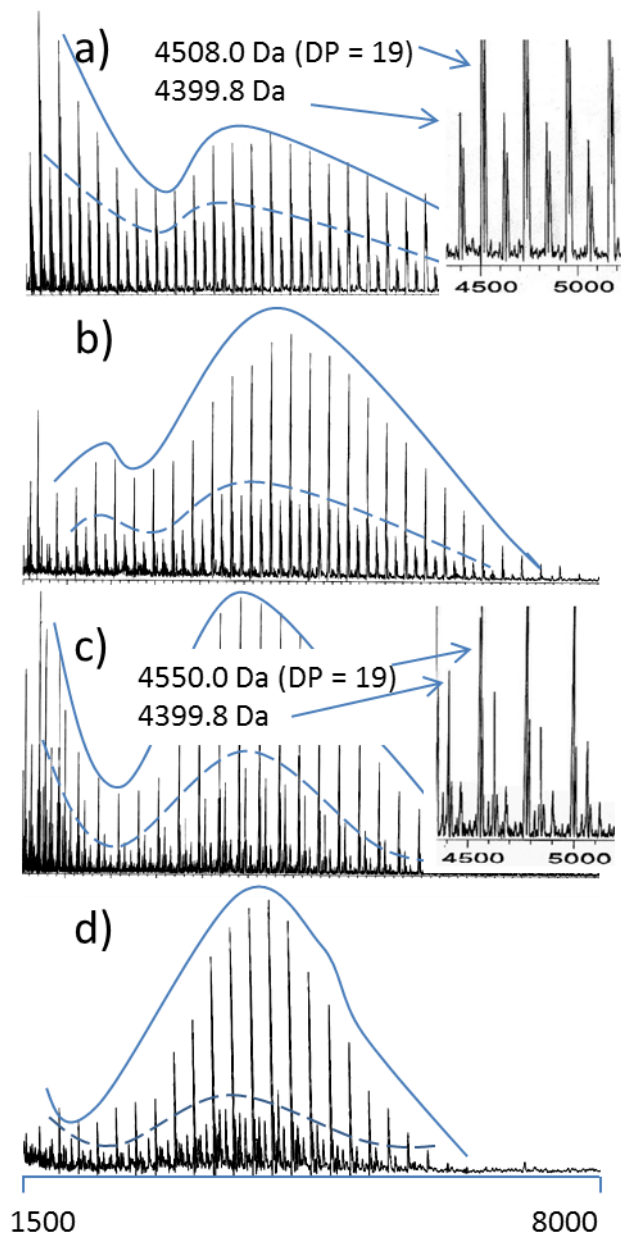 a)
4508.0 Da (DP = 19)
4399.8 Da
4500 5000
b)
c)
4550.0 Da (DP = 19)
4399.8 Da
4500 5000
d)
1500 8000